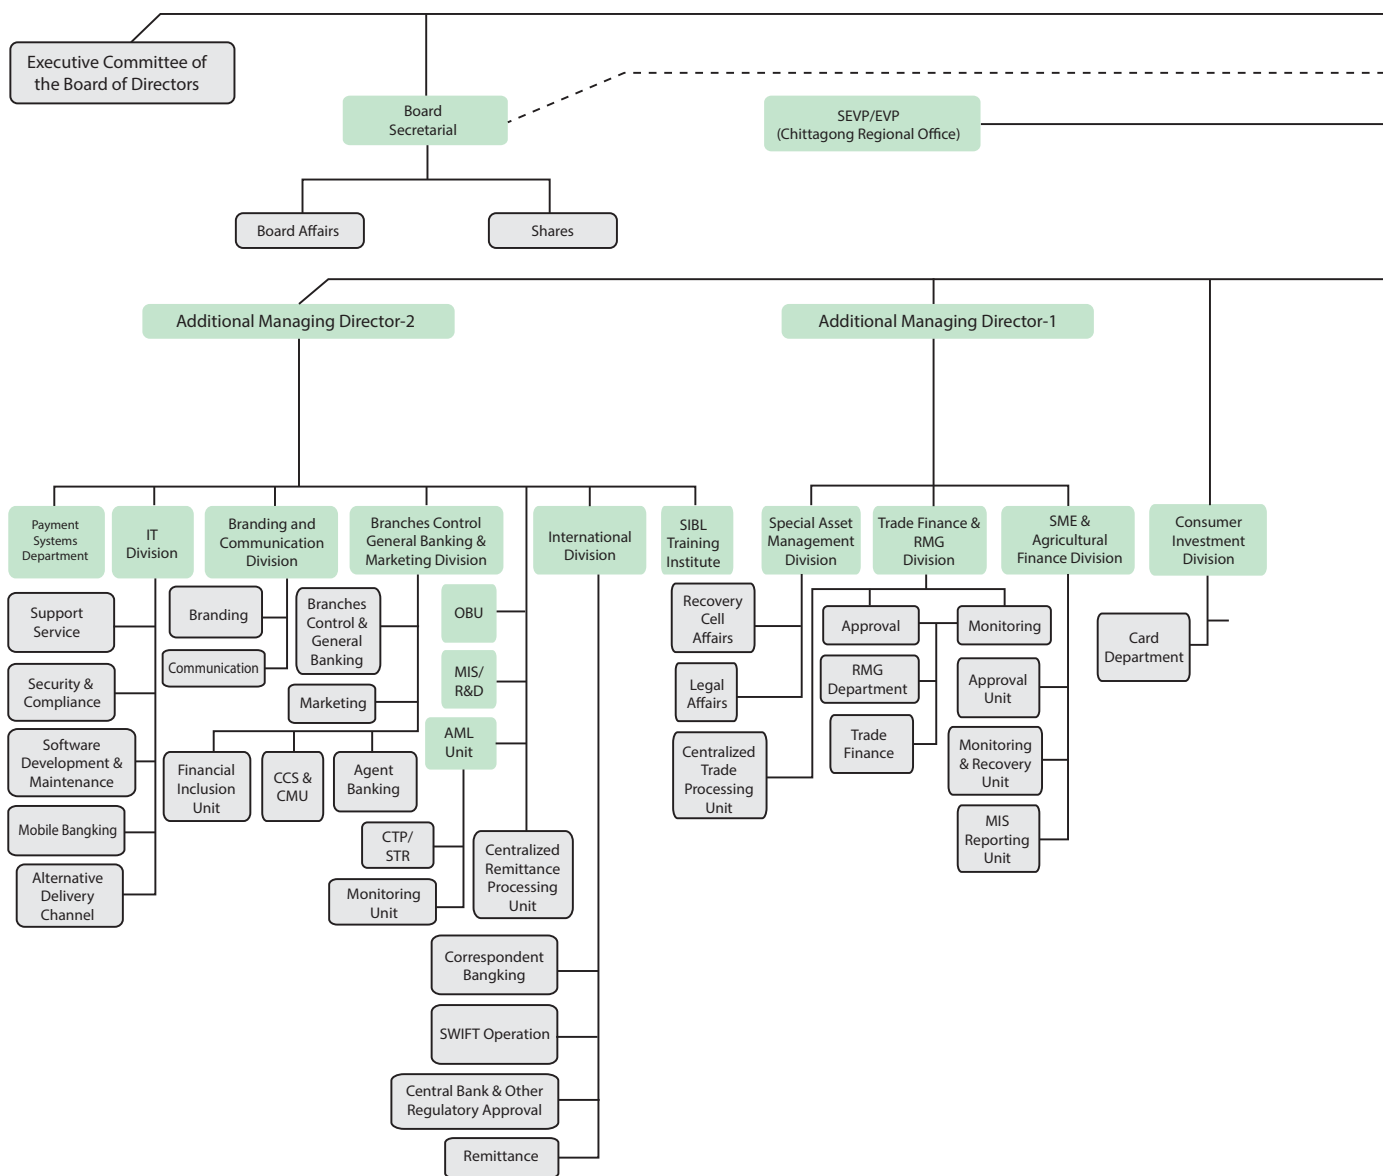 Executive Committee of
the Board of Directors
Board
Secretarial
SEVP/EVP
(Chittagong Regional Office)
Board Affairs
Shares
Additional Managing Director-2
Additional Managing Director-1
Payment
Systems
Department
IT
Division
Branding and
Communication
Division
Branches Control
General Banking &
Marketing Division
International
Division
SIBL
Training
Institute
Special Asset
Management
Division
Trade Finance &
RMG
Division
SME &
Agricultural
Finance Division
Consumer
Investment
Division
Support
Service
Security &
Compliance
Software
Development &
Maintenance
Mobile Bangking
Alternative
Delivery
Channel
Branding
Communication
Branches
Control &
General
Banking
Marketing
Financial
Inclusion
Unit
CCS &
CMU
Agent
Banking
OBU
MIS/
R&D
AML
Unit
CTP/
STR
Monitoring
Unit
Centralized
Remittance
Processing
Unit
Correspondent
Bangking
SWIFT Operation
Central Bank & Other
Regulatory Approval
Remittance
Recovery
Cell
Affairs
Legal
Affairs
Centralized
Trade
Processing
Unit
Approval
Monitoring
RMG
Department
Trade
Finance
Approval
Unit
Monitoring
& Recovery
Unit
MIS
Reporting
Unit
Card
Department